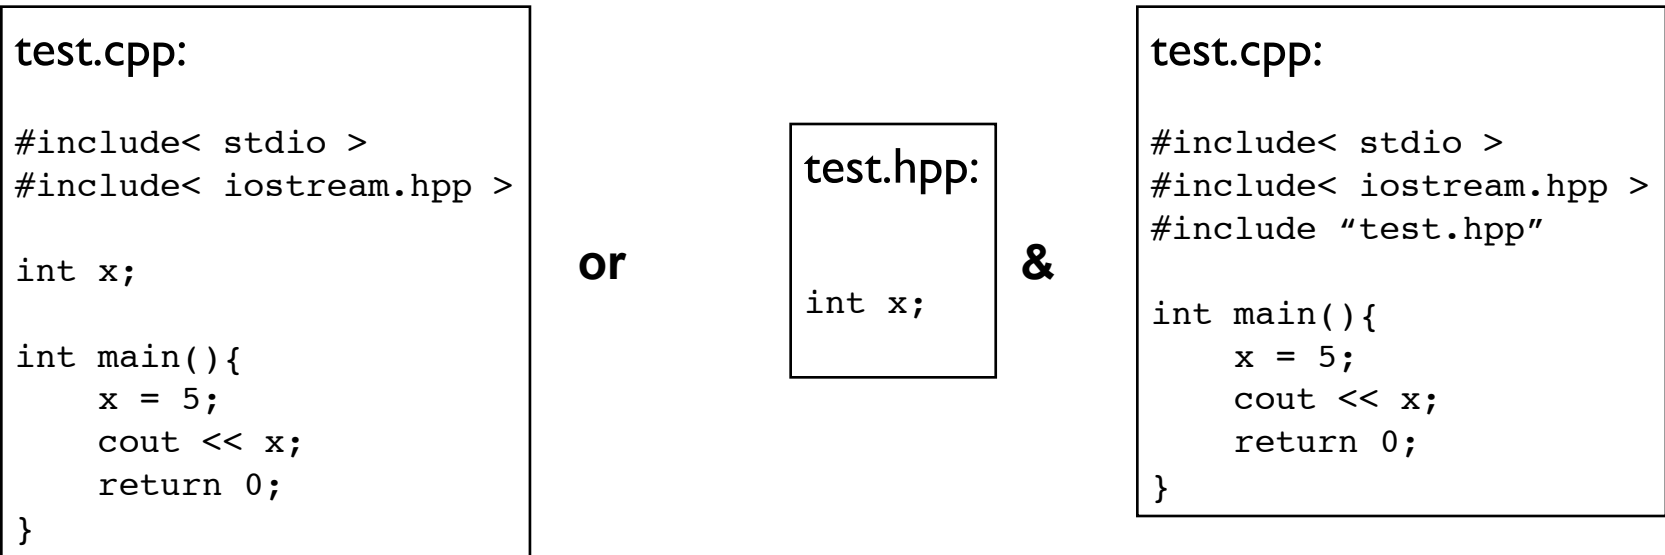 test.cpp:
#include< stdio >
#include< iostream.hpp >
int x;
int main(){
x = 5;
cout << x;
return 0;
}
or
test.hpp:
int x;
&
test.cpp:
#include< stdio >
#include< iostream.hpp >
#include “test.hpp”
int main(){
x = 5;
cout << x;
return 0;
}